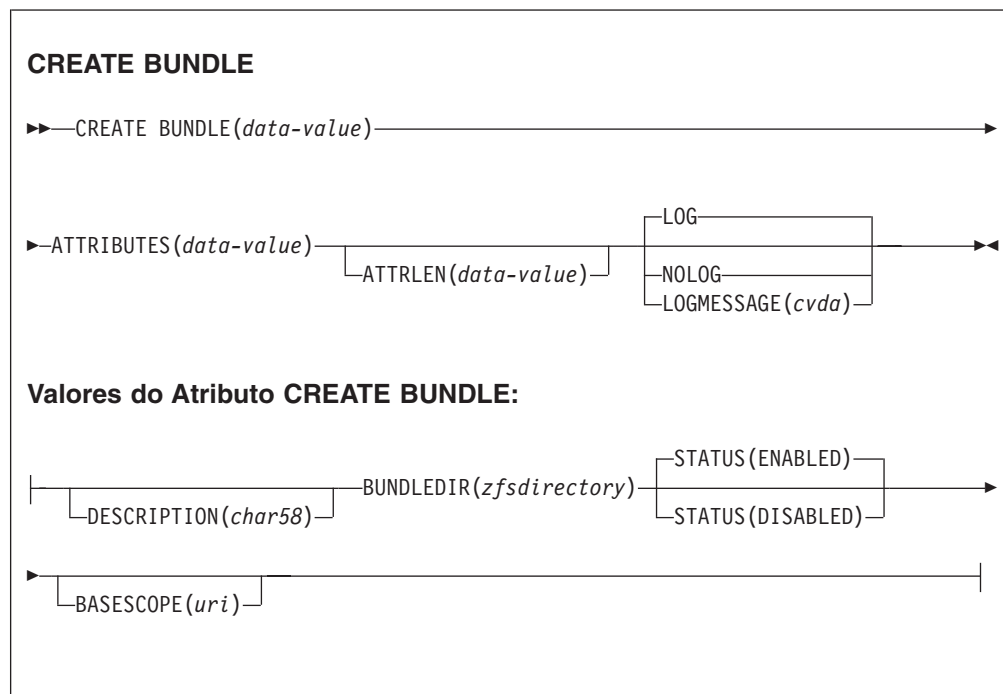 CREATE BUNDLE
CREATE BUNDLE(data-value)
LOG
ATTRIBUTES(data-value)
ATTRLEN(data-value)
NOLOG
LOGMESSAGE(cvda)
Valores do Atributo CREATE BUNDLE:
STATUS(ENABLED)
BUNDLEDIR(zfsdirectory)
DESCRIPTION(char58)
STATUS(DISABLED)
BASESCOPE(uri)